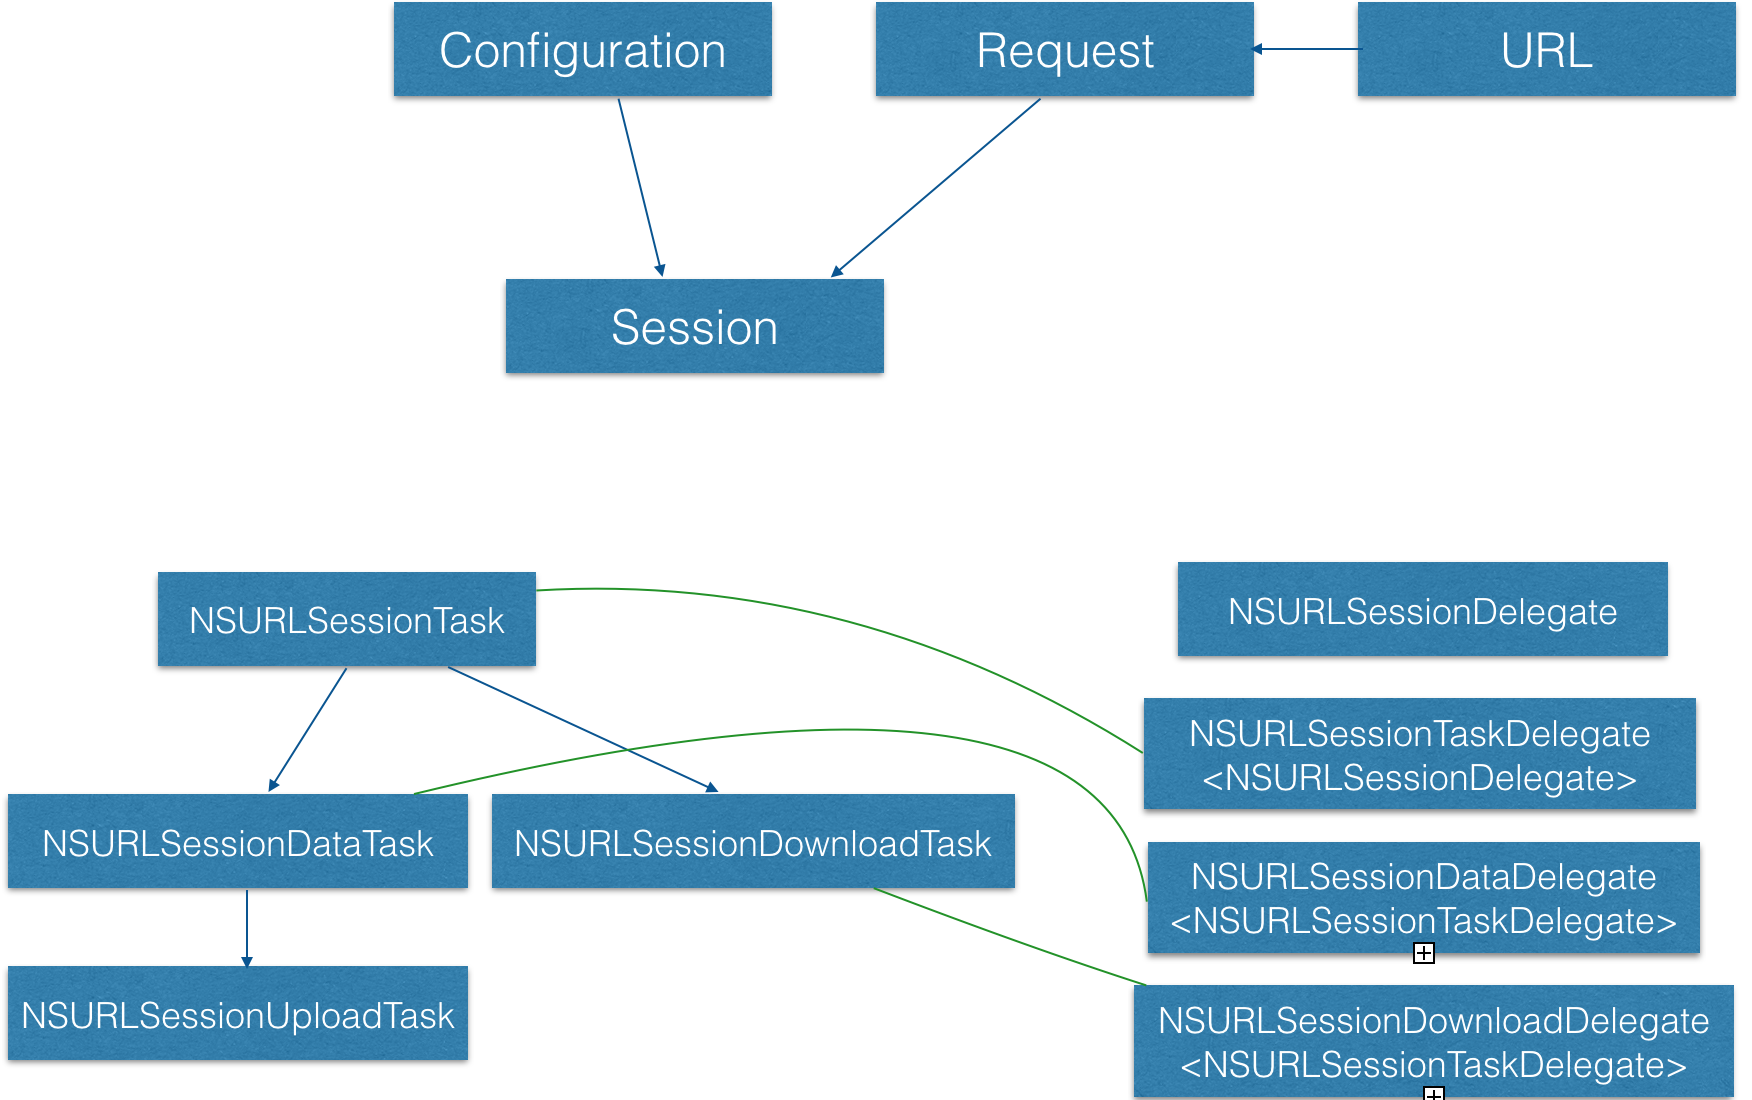 Configuration
Request
URL
Session
NSURLSessionTask
NSURLSessionDelegate
NSURLSessionTaskDelegate
<NSURLSessionDelegate>
NSURLSessionDataTask
NSURLSessionDownloadTask
NSURLSessionDataDelegate
<NSURLSessionTaskDelegate>
NSURLSessionUploadTask
NSURLSessionDownloadDelegate
<NSURLSessionTaskDelegate>